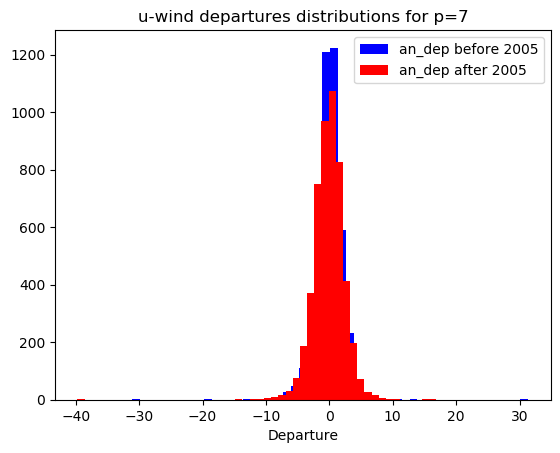 u-wind departures distributions for p=7
an_dep before 2005
an_dep after 2005
1200
1000
800
600
400
200
0
−40 −30 −20 −10 0 10 20 30
Departure